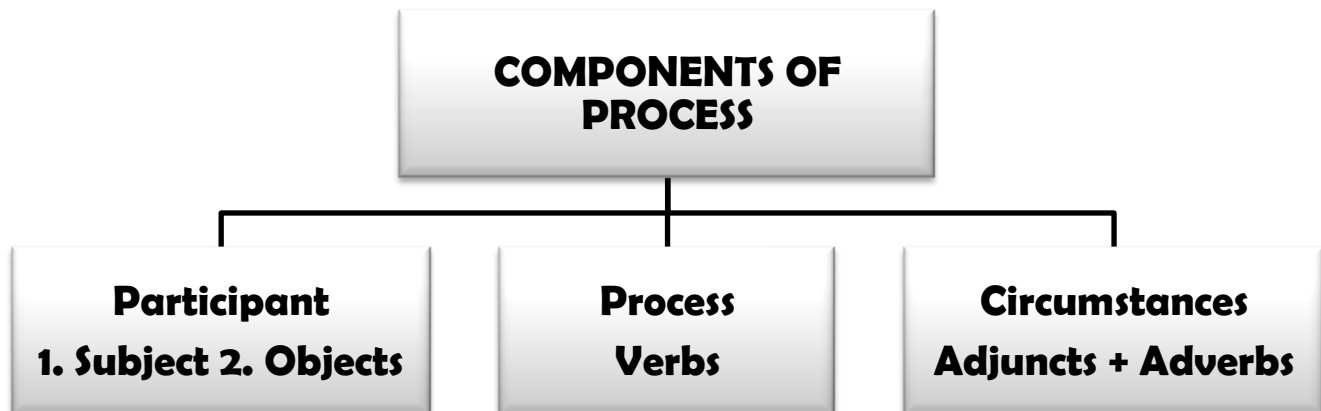 COMPONENTS OF
PROCESS
Participant
1. Subject 2. Objects
Process
Verbs
Circumstances
Adjuncts + Adverbs